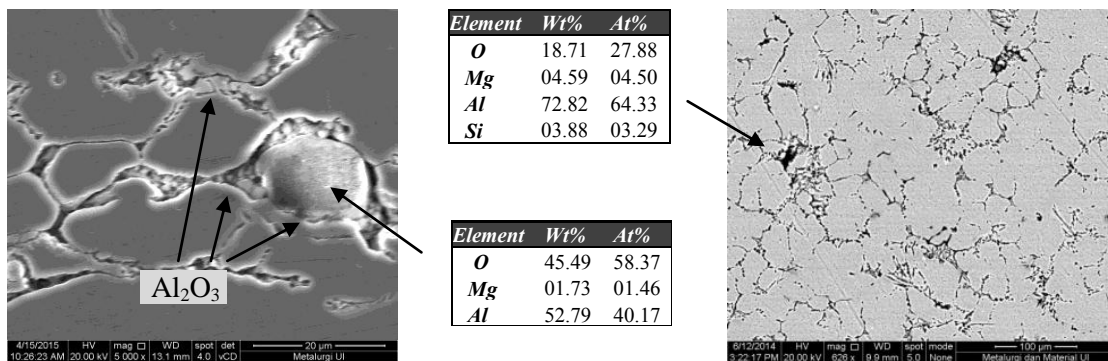 Al₂O₃
4/15/2015 HV mag □ WD spot det 20 µm
10:26:23 AM 20.00 kV 5 000 x 13.1 mm 4.0 vCD Metalurgi UI
Element Wt% At%
O 18.71 27.88
Mg 04.59 04.50
Al 72.82 64.33
Si 03.88 03.29
Element Wt% At%
O 45.49 58.37
Mg 01.73 01.46
Al 52.79 40.17
6/12/2014 HV mag □ WD spot mode 100 µm
3:22:17 PM 20.00 kV 626 x 9.9 mm 5.0 None Metalurgi dan Material UI